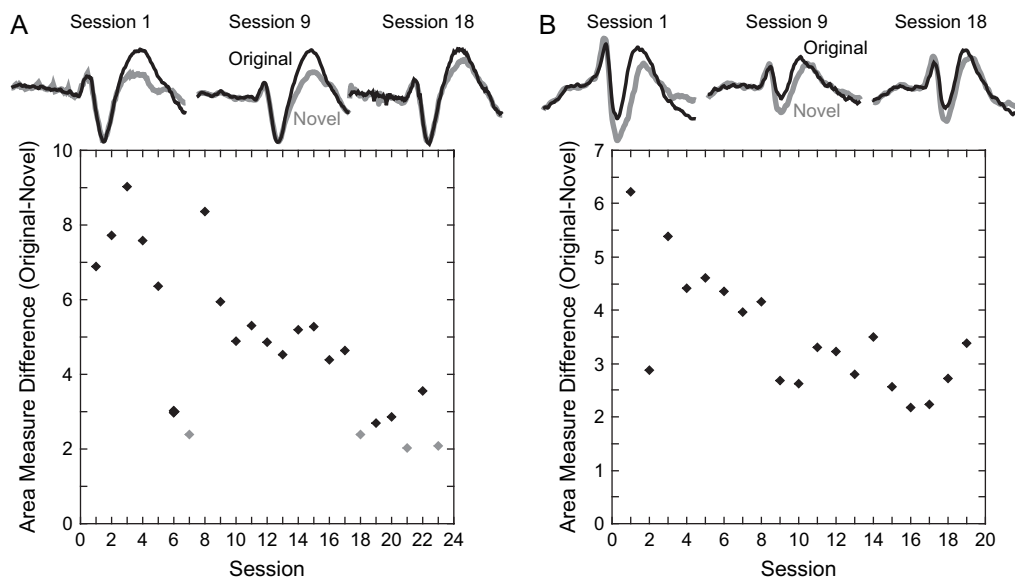 A
Session 1
Session 9
Session 18
Original
Novel
Area Measure Difference (Original-Novel)
10
8
6
4
2
0
0 2 4 6 8 10 12 14 16 18 20 22 24
Session
B
Session 1
Session 9
Session 18
Original
Novel
Area Measure Difference (Original-Novel)
7
6
5
4
3
2
1
0
0 2 4 6 8 10 12 14 16 18 20
Session